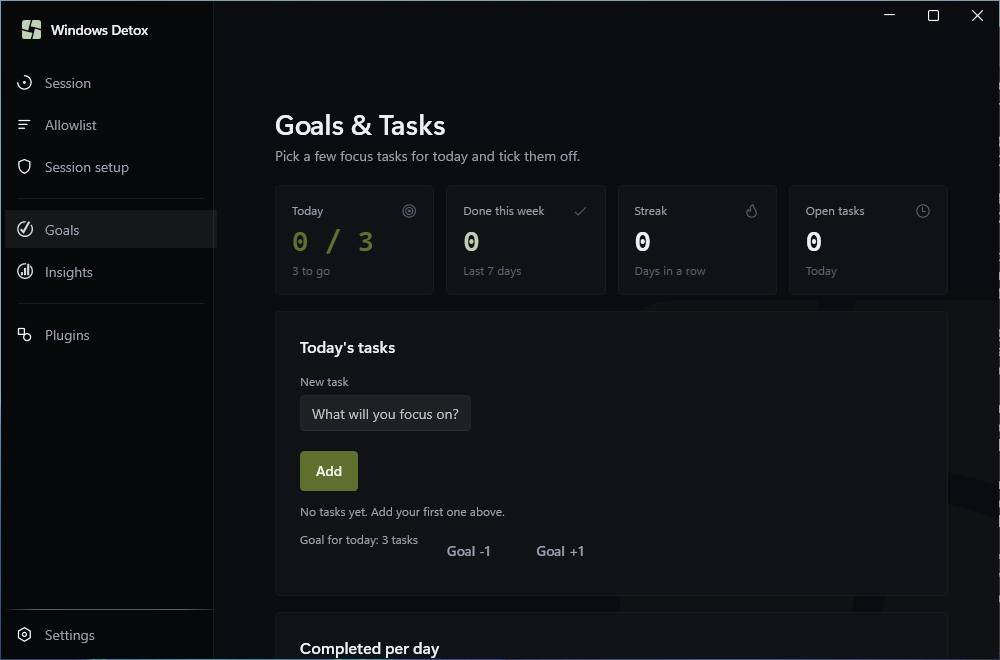 Windows Detox
Session
Allowlist
Session setup
Goals
Insights
Plugins
Settings
Goals & Tasks
Pick a few focus tasks for today and tick them off.
Today
0 / 3
3 to go
Done this week
0
Last 7 days
Streak
0
Days in a row
Open tasks
0
Today
Today's tasks
New task
What will you focus on?
Add
No tasks yet. Add your first one above.
Goal for today: 3 tasks
Goal -1 Goal +1
Completed per day